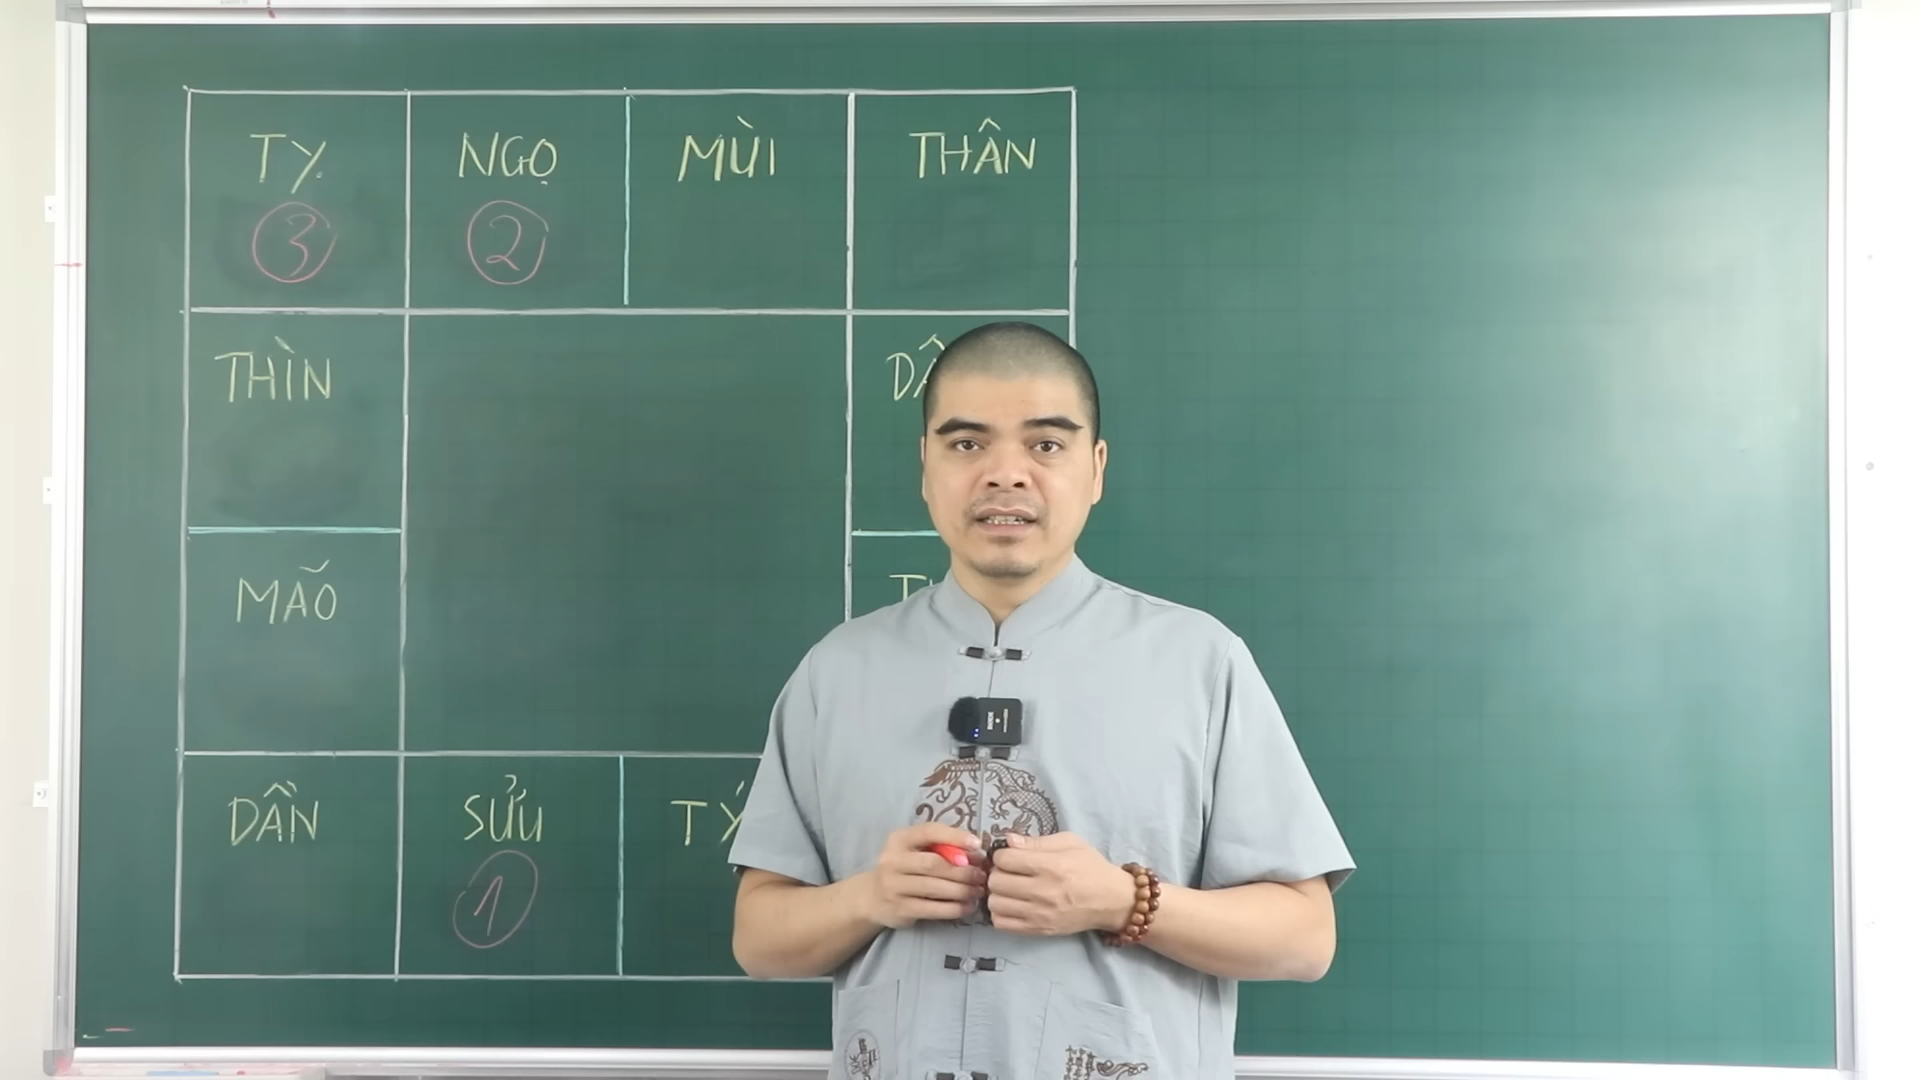 TỴ NGỌ MÙI THÂN
3 2
THÌN
MÃO
DẦN SỬU TÝ
1